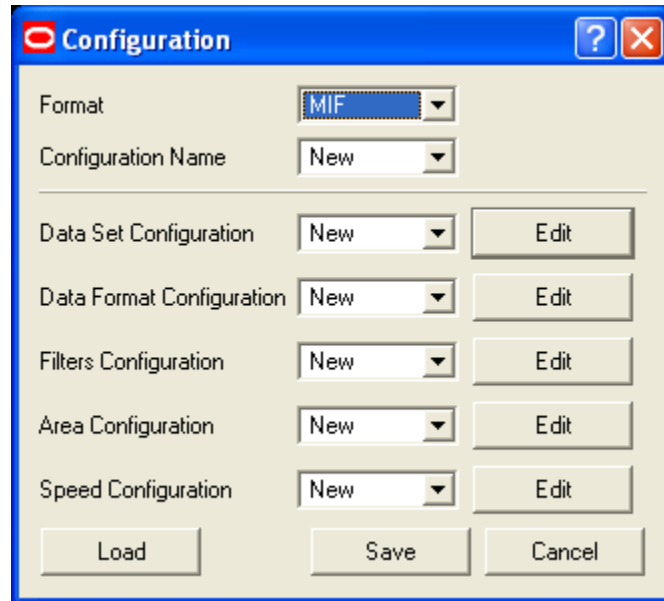 Configuration
Format MIF
Configuration Name New
Data Set Configuration New Edit
Data Format Configuration New Edit
Filters Configuration New Edit
Area Configuration New Edit
Speed Configuration New Edit
Load Save Cancel